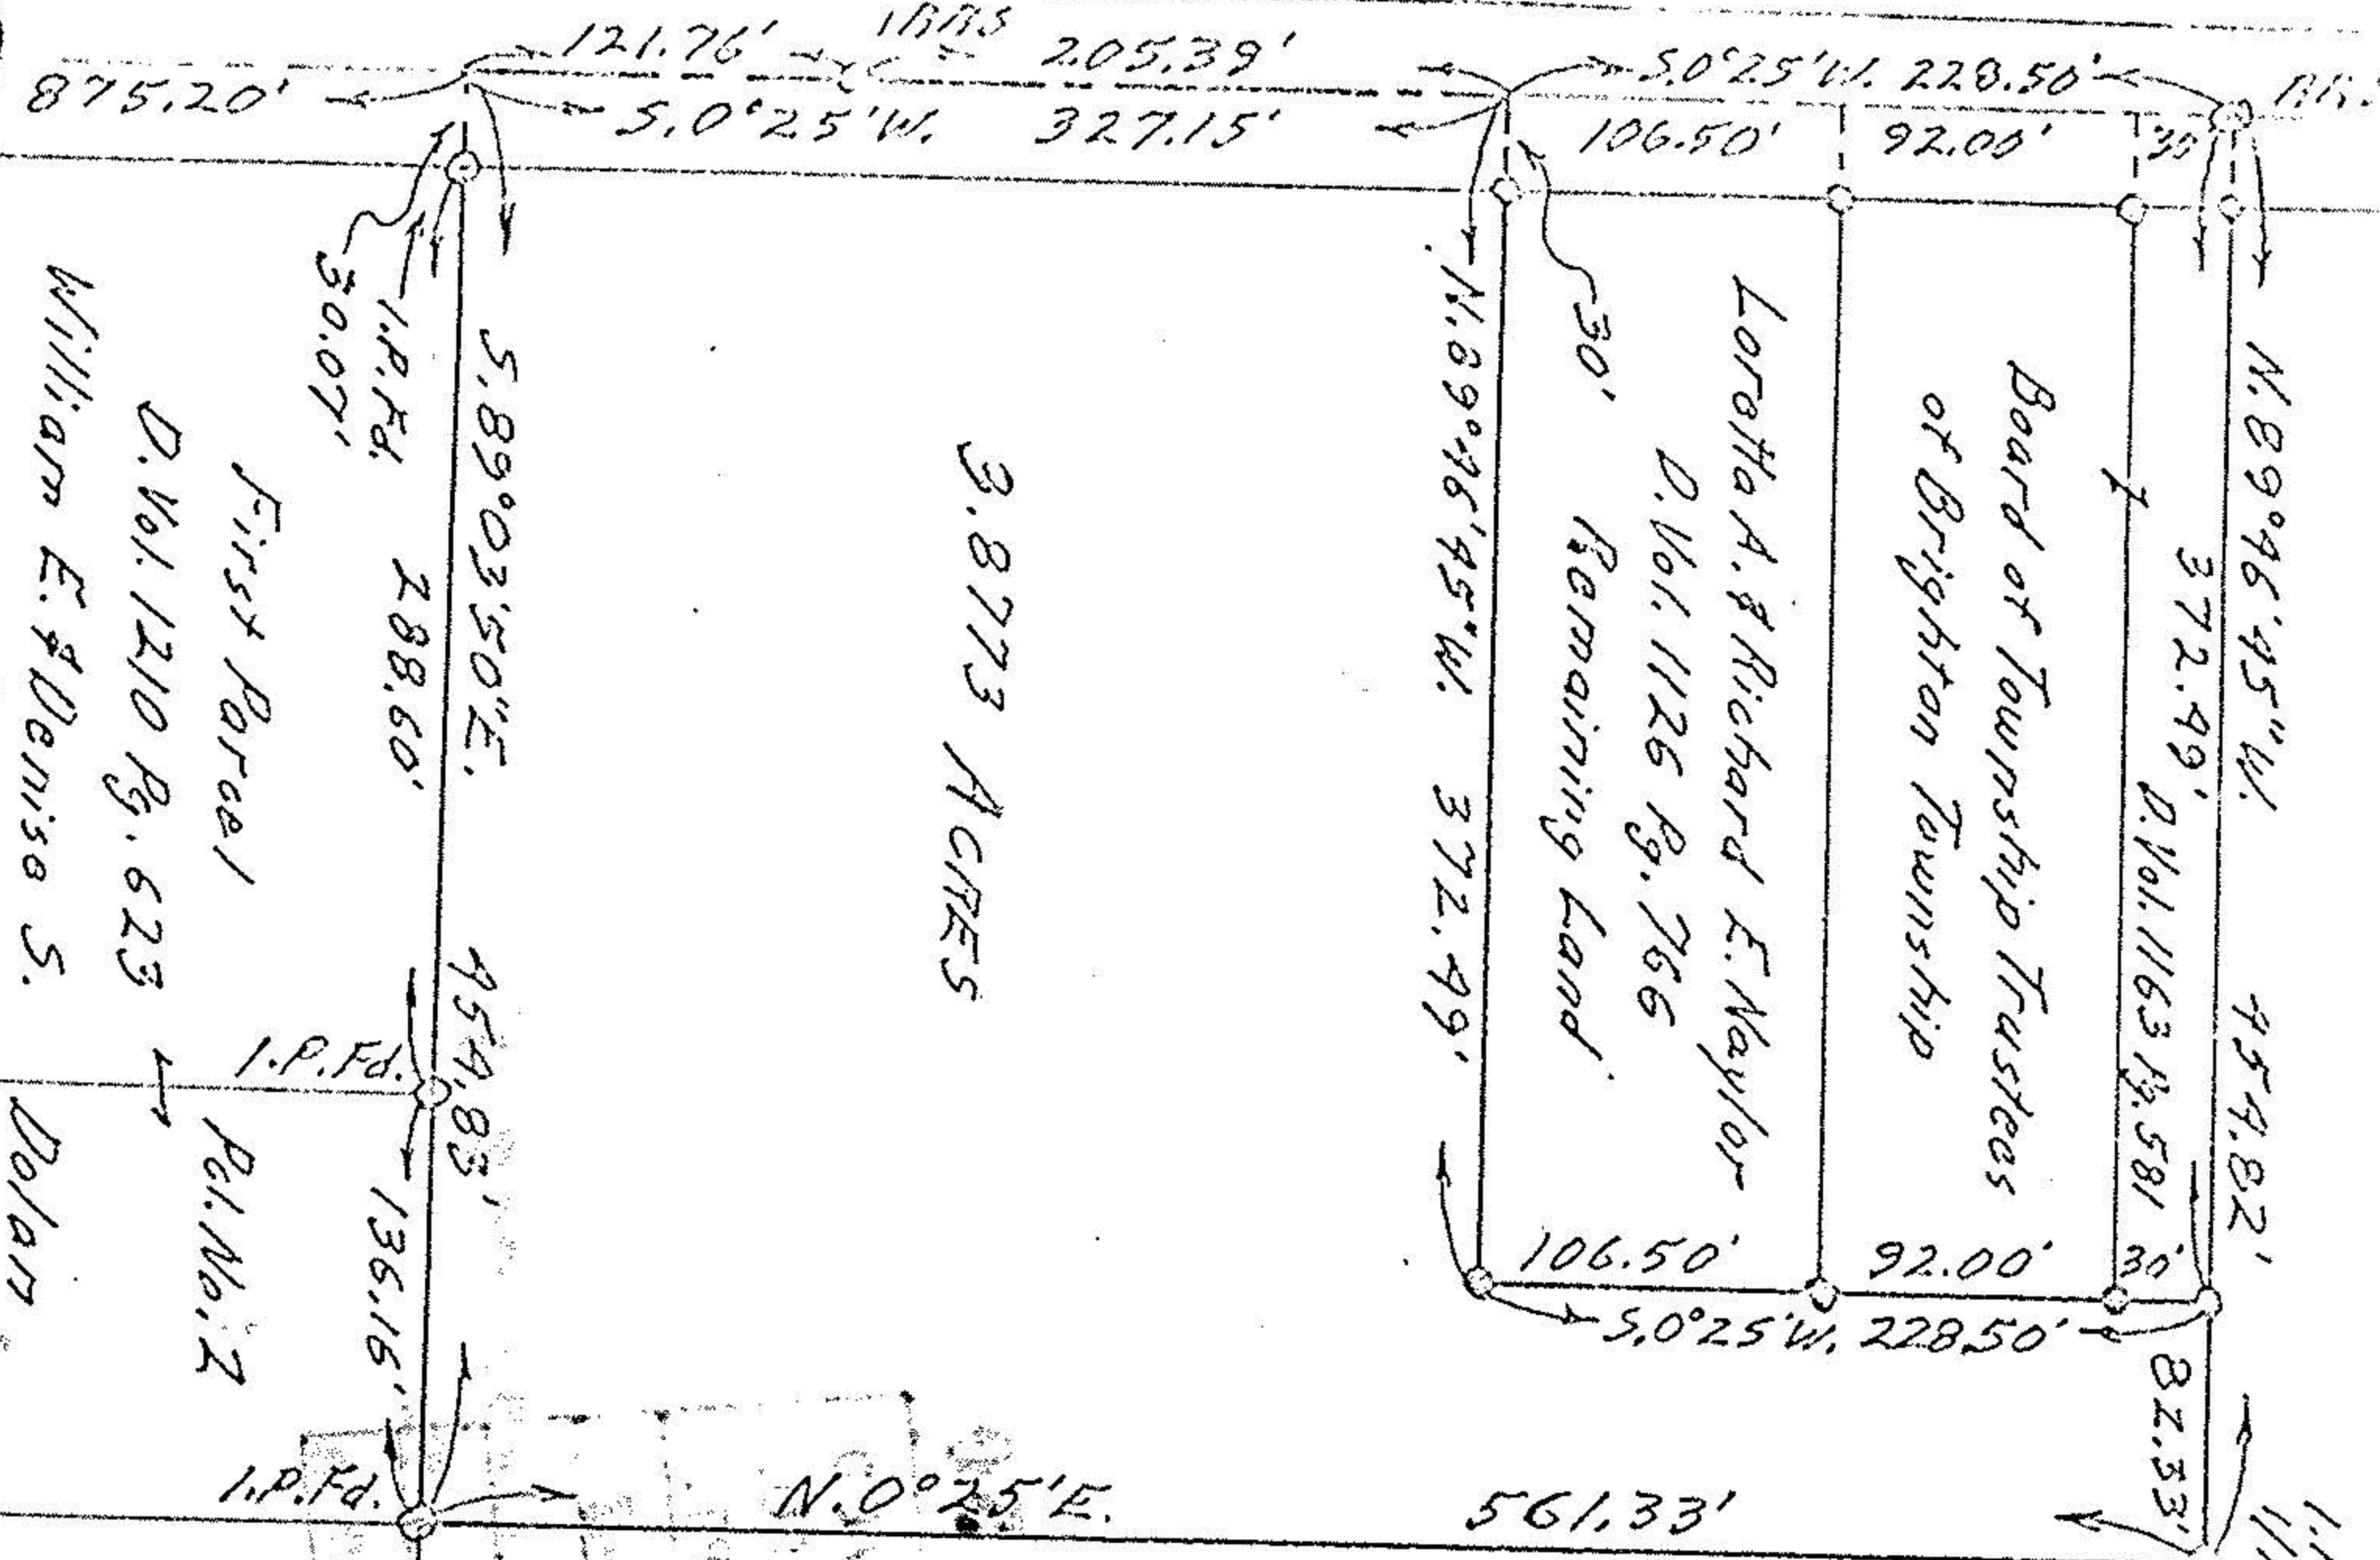 121.76'
205.39'
S.0°25'W. 228.50'
875.20'
S.0°25'W. 327.15'
106.50'
92.00'
30'
I.P.Fd.
30.07'
S.89°03'50"E.
454.83'
288.60'
136.16'
First Parcel
D.Vol.1210 Pg.623
William E. & Denise S.
Dolan
Pcl.No.2
I.P.Fd.
I.P.Fd.
3.8773 ACRES
N.89°46'45"W. 372.49'
30'
Loretta A. & Richard E. Naylor
D.Vol.1126 Pg.766
Remaining Land
Board of Township Trustees
of Brighton Township
D.Vol.1163 Pg.581
372.49'
N.89°46'45"W.
454.82'
106.50'
92.00'
30'
S.0°25'W. 228.50'
82.33'
N.0°25'E.
561.33'